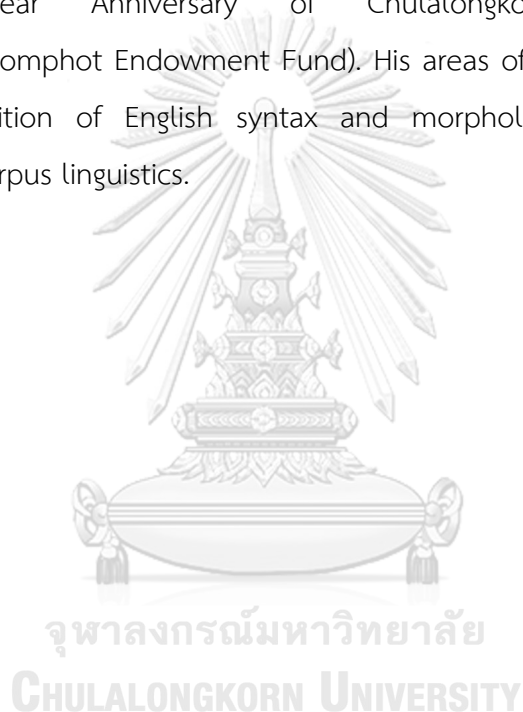 ear Anniversary of Chulalongko
omphot Endowment Fund). His areas of
ition of English syntax and morphol
rpus linguistics.
จุฬาลงกรณ์มหาวิทยาลัย
CHULALONGKORN UNIVERSITY